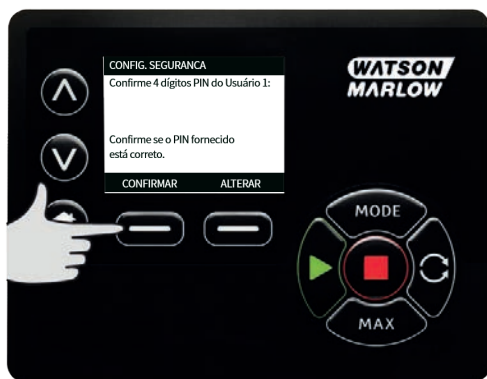 CONFIG. SEGURANCA
Confirme 4 dígitos PIN do Usuário 1:
Confirme se o PIN fornecido
está correto.
CONFIRMAR ALTERAR
WATSON
MARLOW
MODE
MAX